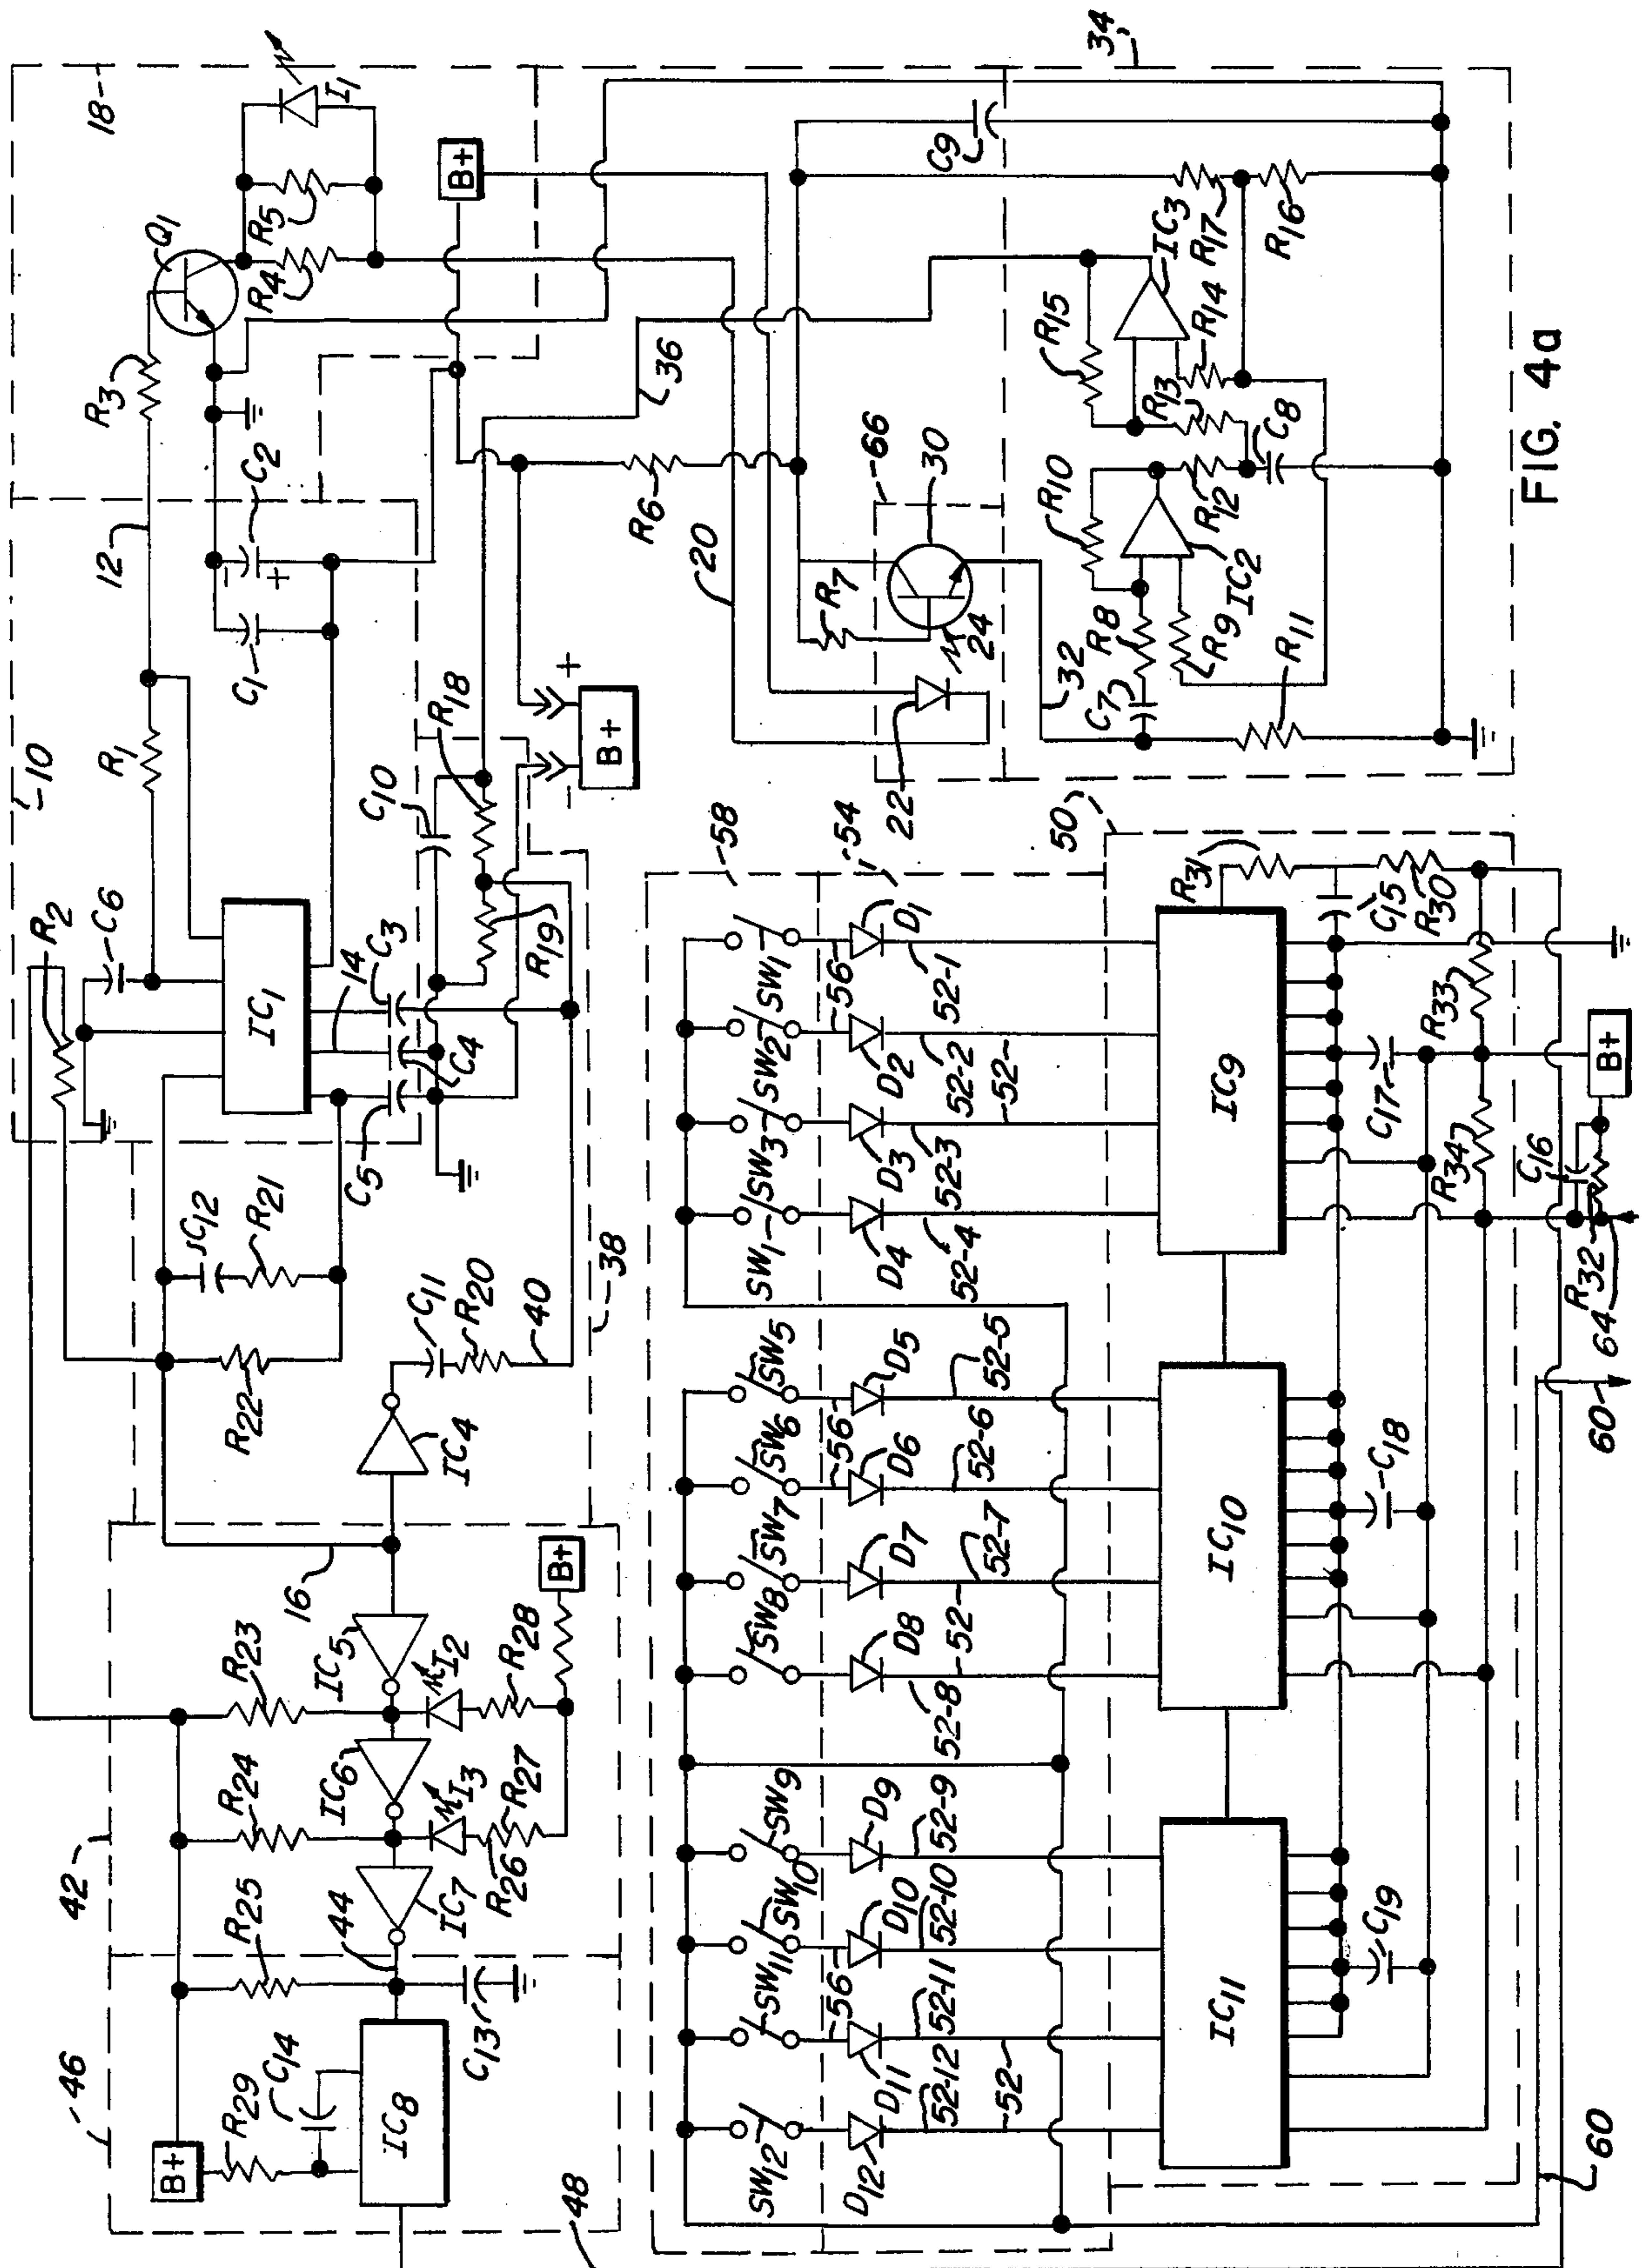 10
18
12
R3
Q1
R5
R4
I1
R2
C6
R1
C1
C2
-
+
IC1
14
C3
C4
C5
C10
R18
R19
B+
36
R6
20
B+
-
+
46
42
R23
R24
R25
R29
C14
B+
IC8
C13
44
IC7
IC6
IC5
I2
I3
R26
R27
R28
B+
16
R22
C12
R21
IC4
C11
R20
40
38
48
58
54
50
SW1
SW2
SW3
SW1
SW5
SW6
SW7
SW8
SW9
SW10
SW11
SW12
56
56
56
D1
D2
D3
D4
D5
D6
D7
D8
D9
D10
D11
D12
52-1
52-2
52
52-3
52-4
52-5
52-6
52-7
52
52-8
52-9
52-10
52-11
52-12
52
IC9
IC10
IC11
R31
C15
R30
R33
C17
R34
C16
R32
B+
64
60
C18
C19
60
66
22
24
30
R7
32
C7
R8
R9
R10
IC2
R11
R12
C8
R13
R14
R15
IC3
R17
R16
C9
34
FIG. 4a